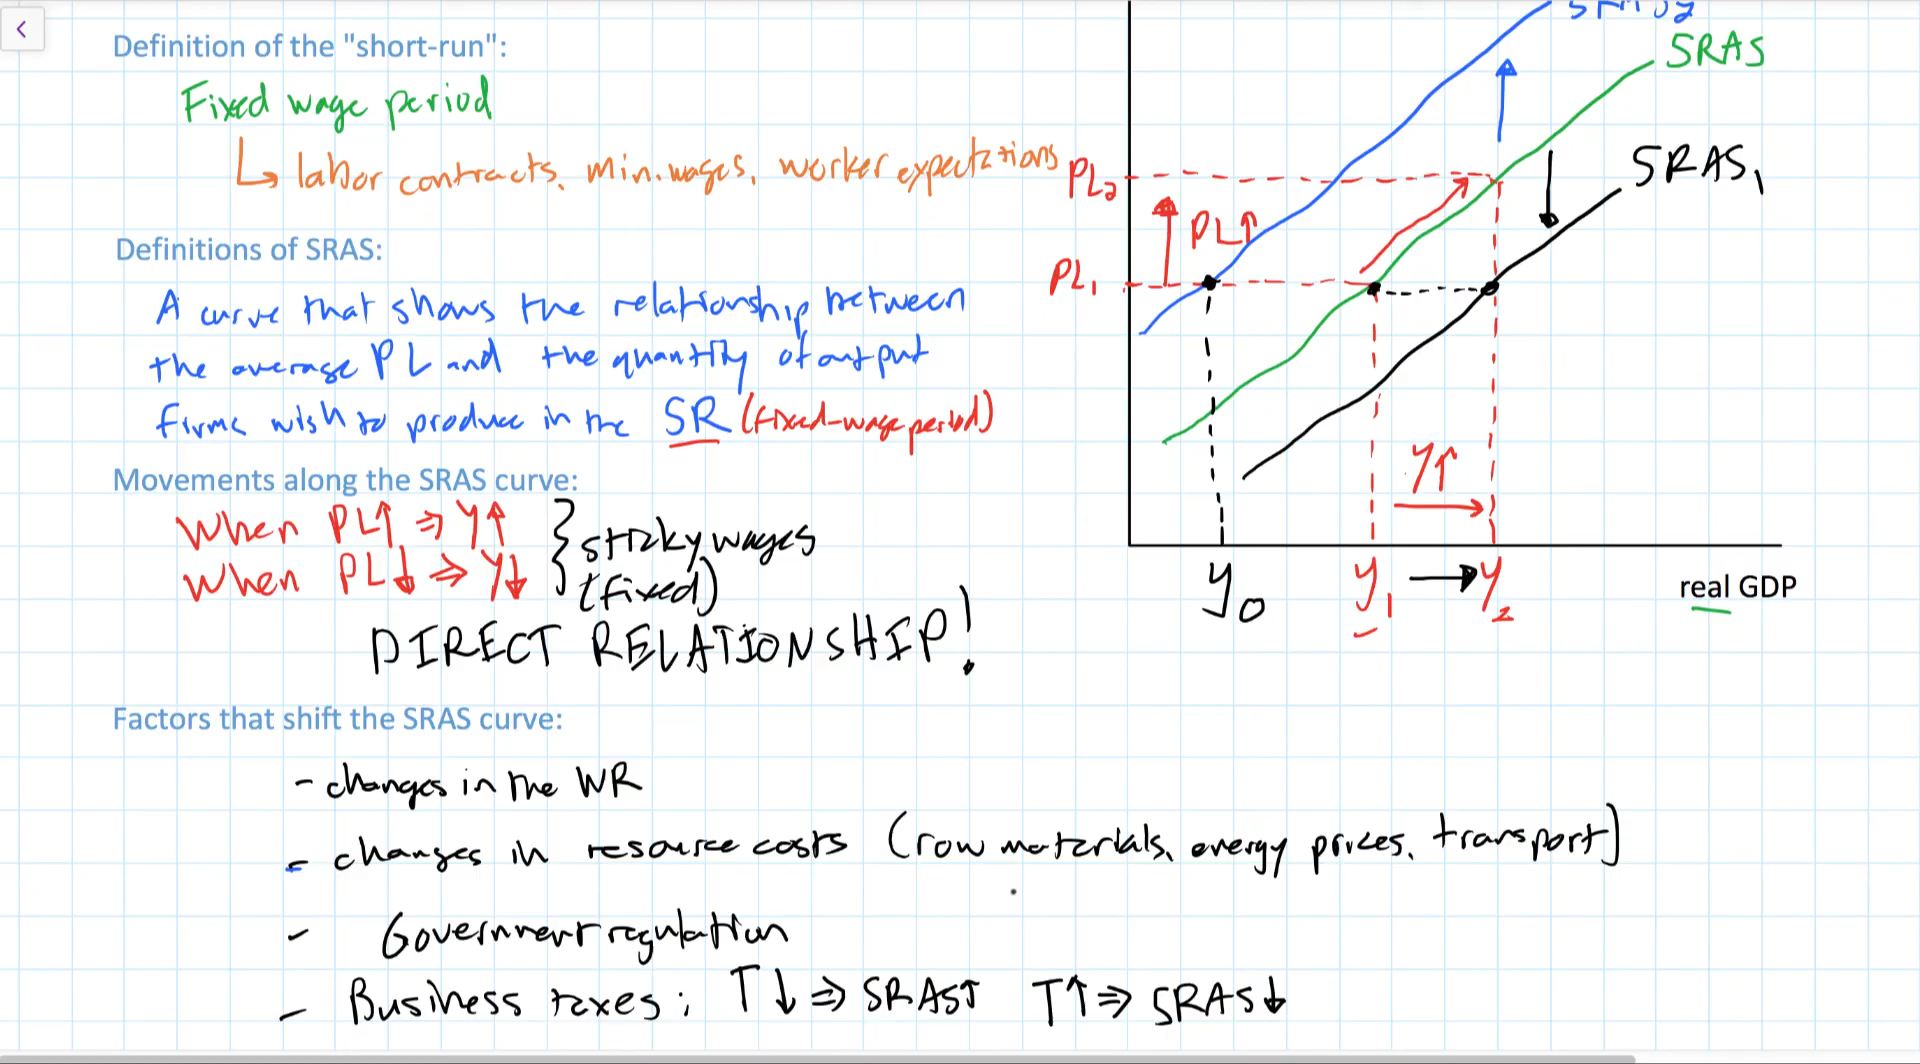 Definition of the "short-run":
Fixed wage period
↳ labor contracts, min. wages, worker expectations
Definitions of SRAS:
A curve that shows the relationship between
the average PL and the quantity of output
firms wish to produce in the SR (fixed-wage period)
Movements along the SRAS curve:
When PL↑ ⇒ Y↑
When PL↓ ⇒ Y↓
} sticky wages
(fixed)
DIRECT RELATIONSHIP!
Factors that shift the SRAS curve:
- changes in the WR
- changes in resource costs (raw materials, energy prices, transport)
- Government regulation
- Business taxes: T↓ ⇒ SRAS↑ T↑ ⇒ SRAS↓
SRAS
SRAS₁
PL₂
PL↑
PL₁
Y↑
Y₀ Y₁ → Y₂
real GDP